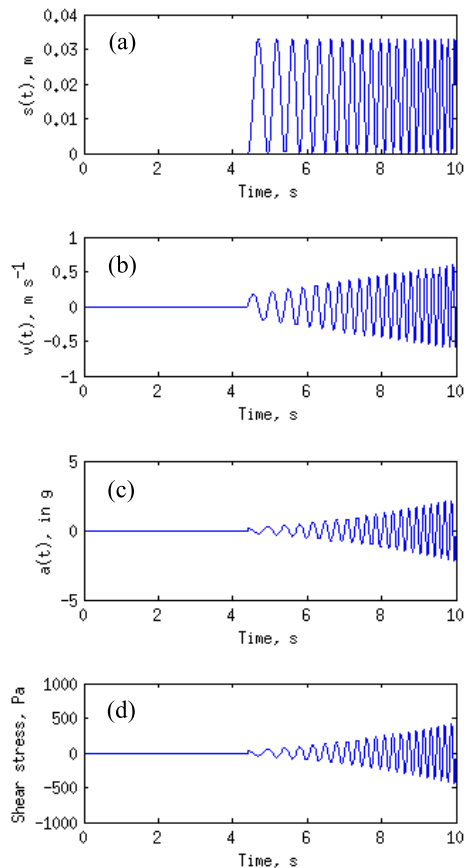 (a)
0.04
0.03
0.02
0.01
0
s(t), m
0 2 4 6 8 10
Time, s
(b)
1
0.5
0
-0.5
-1
v(t), m s-1
0 2 4 6 8 10
Time, s
(c)
5
0
-5
a(t), in g
0 2 4 6 8 10
Time, s
(d)
1000
500
0
-500
-1000
Shear stress, Pa
0 2 4 6 8 10
Time, s